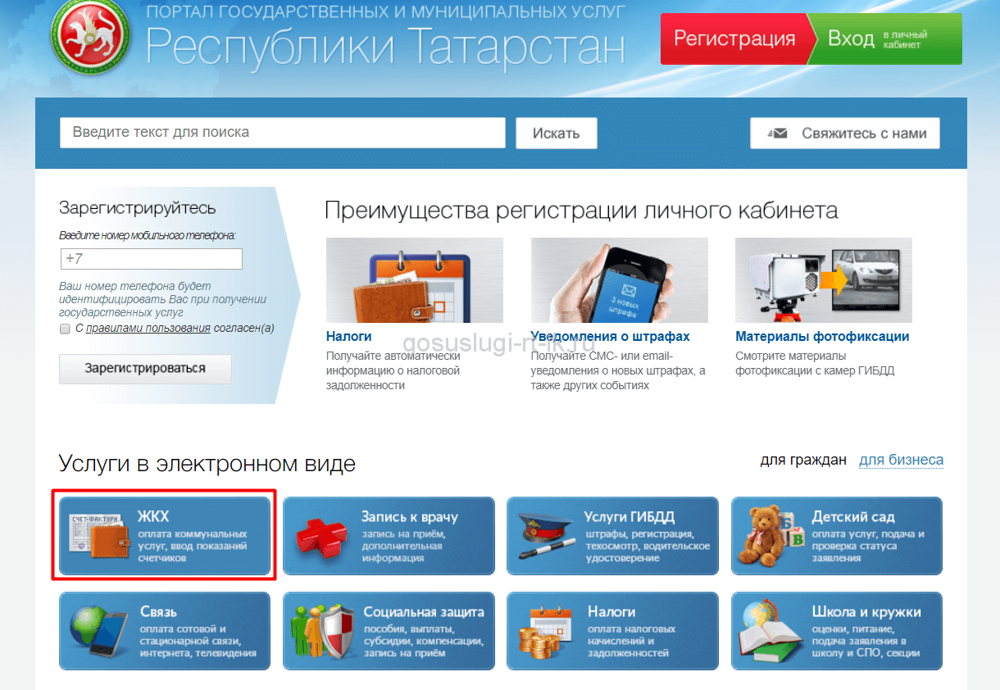 ПОРТАЛ ГОСУДАРСТВЕННЫХ И МУНИЦИПАЛЬНЫХ УСЛУГ
Республики Татарстан
ТАТАРСТАН
Регистрация
Вход
в личный
кабинет
Введите текст для поиска
Искать
Свяжитесь с нами
Зарегистрируйтесь
Введите номер мобильного телефона:
+7
Ваш номер телефона будет
идентифицировать Вас при получении
государственных услуг
С правилами пользования согласен(а)
Зарегистрироваться
Преимущества регистрации личного кабинета
3 новых
штрафа
Налоги
Получайте автоматически
информацию о налоговой
задолженности
Уведомления о штрафах
Получайте СМС- или email-
уведомления о новых штрафах, а
также других событиях
Материалы фотофиксации
Смотрите материалы
фотофиксации с камер ГИБДД
gosuslugi-rt-lk.ru
Услуги в электронном виде
для граждан
для бизнеса
СЧЕТ-ФАКТУРА
ЖКХ
оплата коммунальных
услуг, ввод показаний
счетчиков
Запись к врачу
запись на приём,
дополнительная
информация
Услуги ГИБДД
штрафы, регистрация,
техосмотр, водительское
удостоверение
Б
В
Детский сад
оплата услуг, подача и
проверка статуса
заявления
Связь
оплата сотовой и
стационарной связи,
интернета, телевидения
Социальная защита
пособия, выплаты,
субсидии, компенсации,
запись на приём
Налоги
оплата налоговых
начислений и
задолженностей
Школа и кружки
оценки, питание,
подача заявления в
школу и СПО, секции